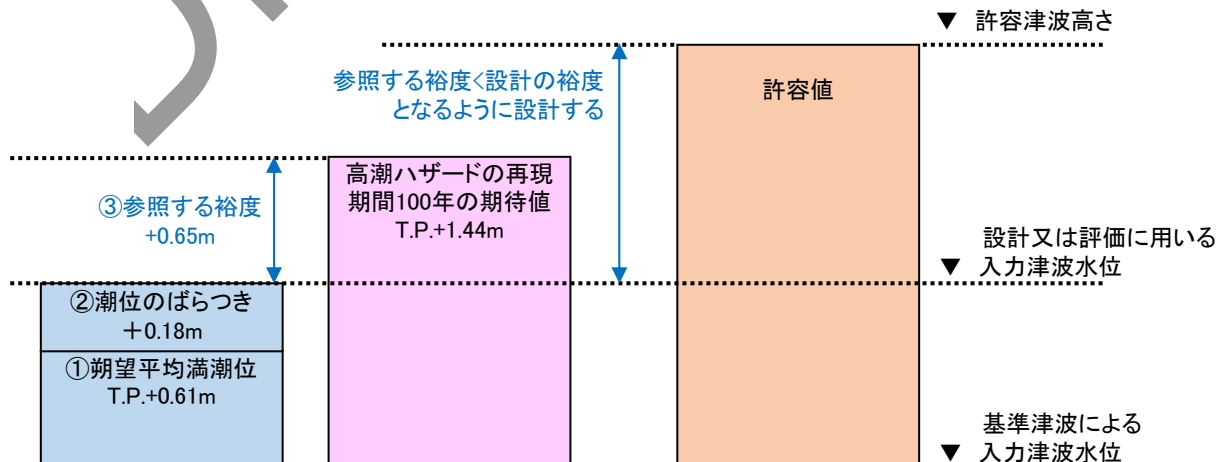 ▼ 許容津波高さ
参照する裕度<設計の裕度
となるように設計する
許容値
高潮ハザードの再現
期間100年の期待値
T.P.+1.44m
③参照する裕度
+0.65m
設計又は評価に用いる
▼ 入力津波水位
②潮位のばらつき
＋0.18m
①朔望平均満潮位
T.P.+0.61m
基準津波による
▼ 入力津波水位